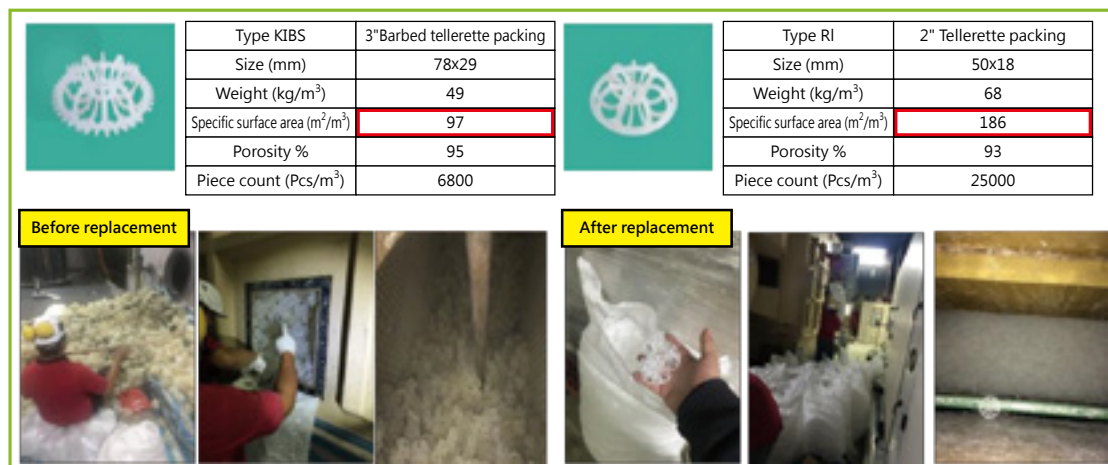 Type KIBS 3"Barbed tellerette packing
Size (mm) 78x29
Weight (kg/m³) 49
Specific surface area (m²/m³) 97
Porosity % 95
Piece count (Pcs/m³) 6800
Type RI 2" Tellerette packing
Size (mm) 50x18
Weight (kg/m³) 68
Specific surface area (m²/m³) 186
Porosity % 93
Piece count (Pcs/m³) 25000
Before replacement
After replacement